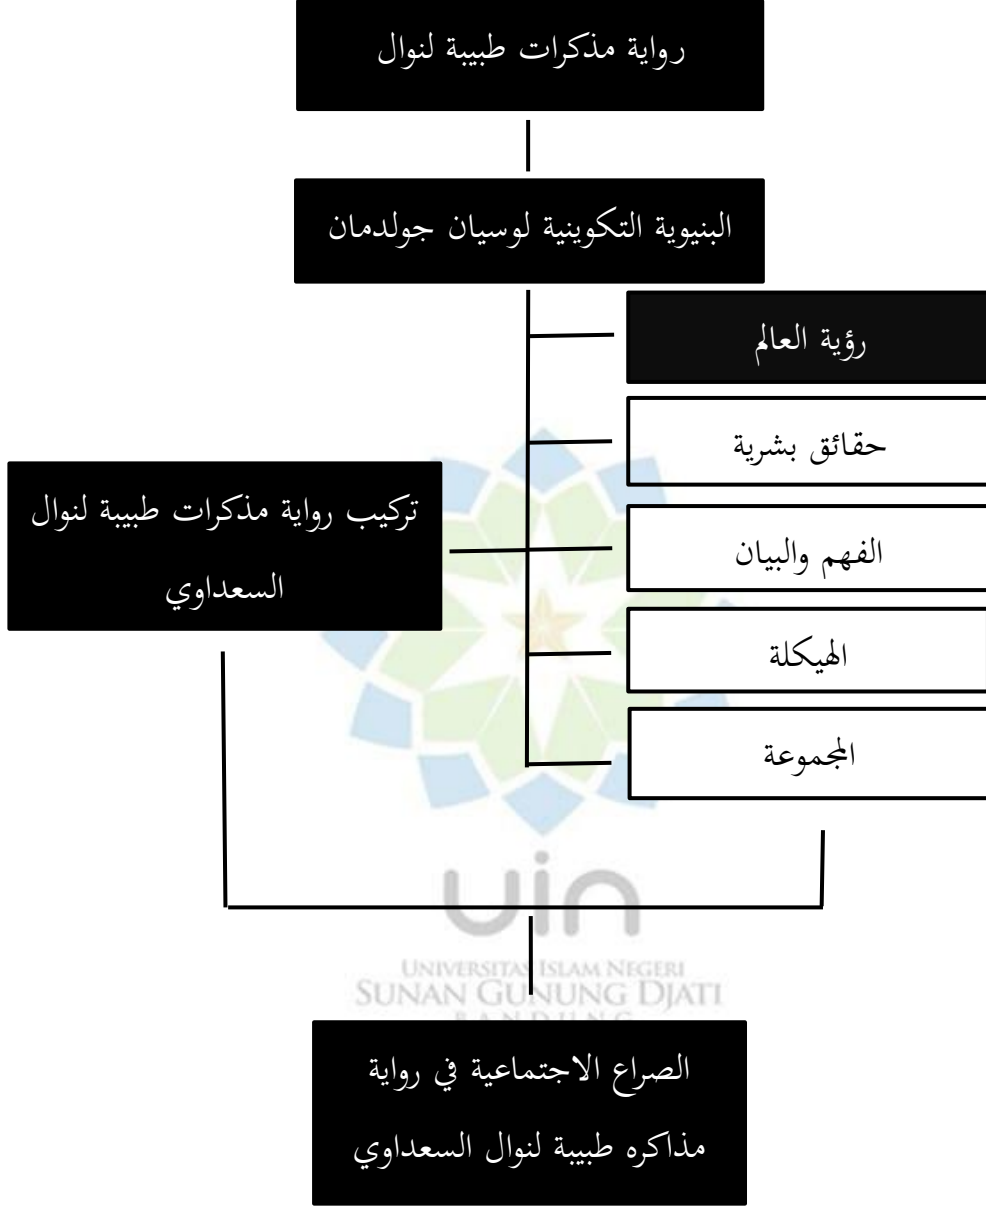 رواية مذكرات طبيبة لنوال
البنيوية التكوينية لوسيان جولدمان
رؤية العالم
حقائق بشرية
تركيب رواية مذكرات طبيبة لنوال
السعداوي
الفهم والبيان
الهيكلة
المجموعة
uin
UNIVERSITAS ISLAM NEGERI
SUNAN GUNUNG DJATI
BANDUNG
الصراع الاجتماعية في رواية
مذاكره طبيبة لنوال السعداوي